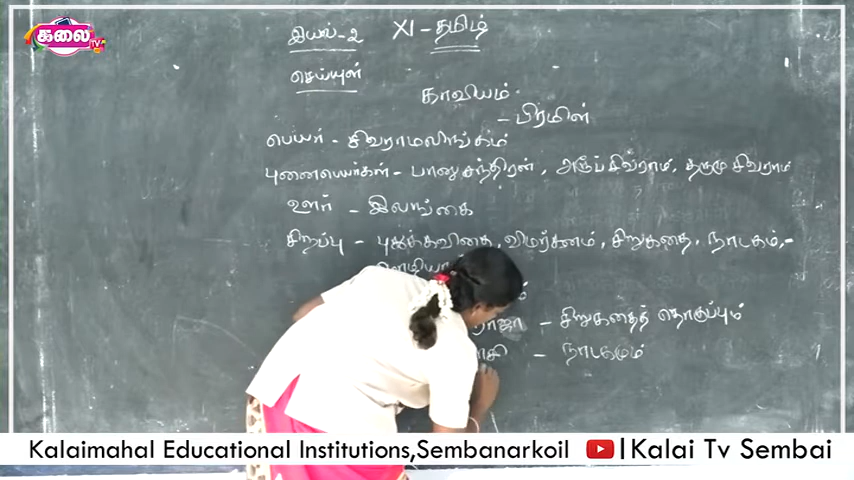 கலை TV
இயல்-2 XI - தமிழ்
செய்யுள்
காவியம்
- பிரமிள்
பெயர் - சிவராமலிங்கம்
புனைபெயர்கள் - பானுசந்திரன், அரூப்சிவராம், தருமு சிவராம்
ஊர் - இலங்கை
சிறப்பு - புதுக்கவிதை, விமர்சனம், சிறுகதை, நாடகம்,-
- சிறுகதைத் தொகுப்பும்
- நாடகமும்
Kalaimahal Educational Institutions,Sembanarkoil | Kalai Tv Sembai